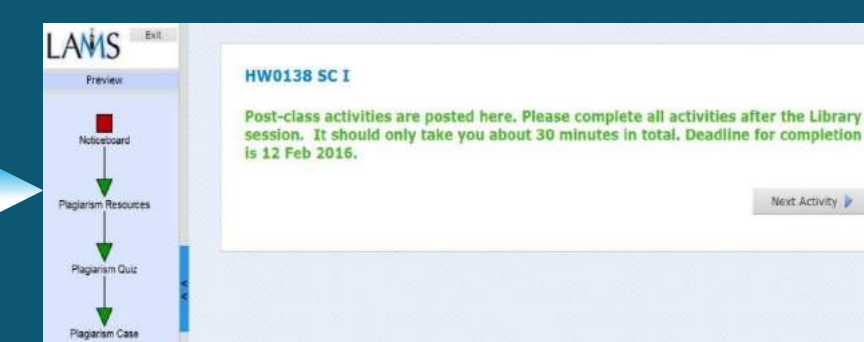 LAMS
Exit
Preview
Noticeboard
Plagiarism Resources
Plagiarism Quiz
Plagiarism Case
HW0138 SC I
Post-class activities are posted here. Please complete all activities after the Library
session. It should only take you about 30 minutes in total. Deadline for completion
is 12 Feb 2016.
Next Activity